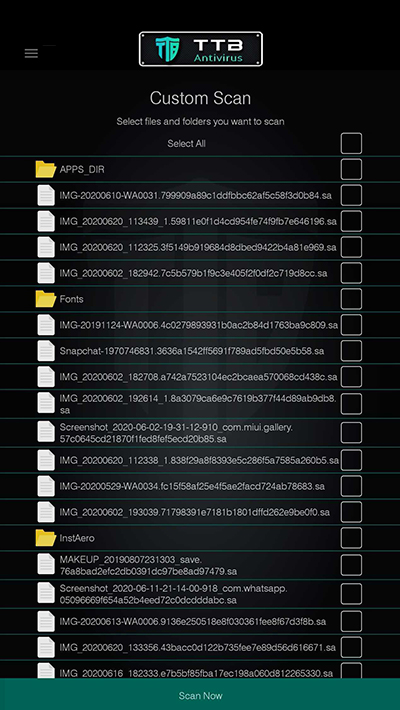 TTB
Antivirus
Custom Scan
Select files and folders you want to scan
Select All
APPS_DIR
IMG-20200610-WA0031.799909a89c1ddfbbc62af5c58f3d0b84.sa
IMG_20200620_113439_1.59811e0f1d4cd954fe74f9fb7e646196.sa
IMG_20200620_112325.3f5149b919684d8dbed9422b4a81e969.sa
IMG_20200602_182942.7c5b579b1f9c3e405f2f0df2c719d8cc.sa
Fonts
IMG-20191124-WA0006.4c0279893931b0ac2b84d1763ba9c809.sa
Snapchat-1970746831.3636a1542ff5691f789ad5fbd50e5b58.sa
IMG_20200602_182708.a742a7523104ec2bcaea570068cd438c.sa
IMG_20200602_192614_1.8a3079ca6e9c7619b377f44d89ab9db8.
sa
Screenshot_2020-06-02-19-31-12-910_com.miui.gallery.
57c0645cd21870f1fed8fef5ecd20b85.sa
IMG_20200620_112338_1.838f29a8f8393e5c286f5a7585a260b5.sa
IMG-20200529-WA0034.fc15f58af25e4f5ae2facd724ab78683.sa
IMG_20200602_193039.71798391e7181b1801dffd262e9be0f0.sa
InstAero
MAKEUP_20190807231303_save.
76a8bad2efc2db0391dc97be8ad97479.sa
Screenshot_2020-06-11-21-14-00-918_com.whatsapp.
05096669f654a52b4eed72c0dcdddabc.sa
IMG-20200613-WA0006.9136e250518e8f030361fee8f67d3f8b.sa
IMG_20200620_133356.43bacc0d122b735fee7e89d56d616671.sa
IMG_20200616_182333.e7b5bf85fba17ec198a060d812265330.sa
Scan Now